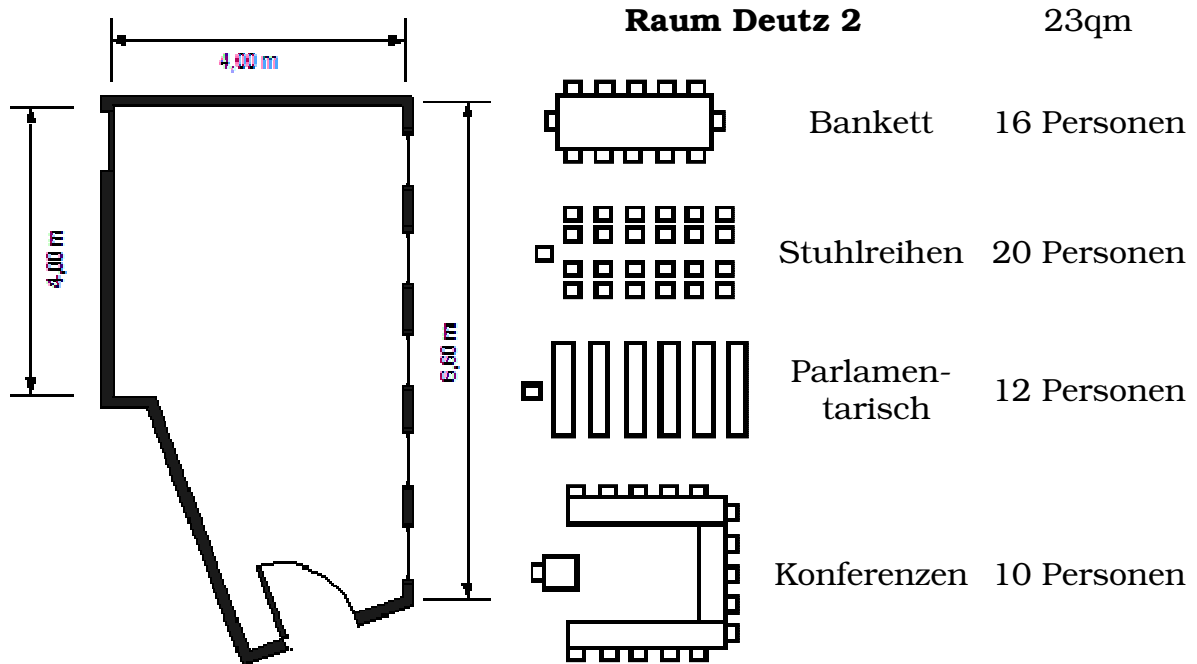 Raum Deutz 2 23qm
4,00 m
4,00 m
6,60 m
Bankett 16 Personen
Stuhlreihen 20 Personen
Parlamen-
tarisch 12 Personen
Konferenzen 10 Personen